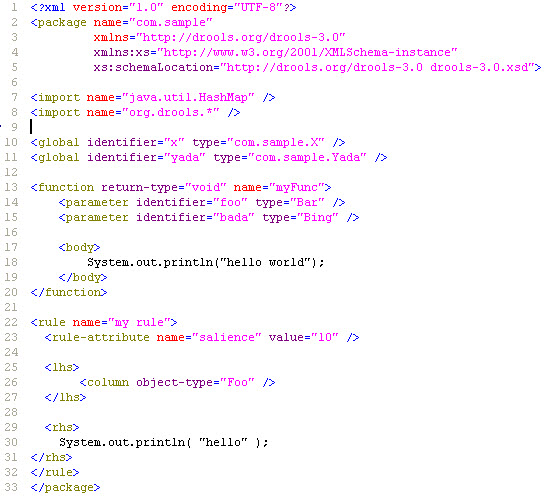 1 <?xml version="1.0" encoding="UTF-8"?>
2 <package name="com.sample"
3 xmlns="http://drools.org/drools-3.0"
4 xmlns:xs="http://www.w3.org/2001/XMLSchema-instance"
5 xs:schemaLocation="http://drools.org/drools-3.0 drools-3.0.xsd">
6
7 <import name="java.util.HashMap" />
8 <import name="org.drools.*" />
9
10 <global identifier="x" type="com.sample.X" />
11 <global identifier="yada" type="com.sample.Yada" />
12
13 <function return-type="void" name="myFunc">
14 <parameter identifier="foo" type="Bar" />
15 <parameter identifier="bada" type="Bing" />
16
17 <body>
18 System.out.println("hello world");
19 </body>
20 </function>
21
22 <rule name="my rule">
23 <rule-attribute name="salience" value="10" />
24
25 <lhs>
26 <column object-type="Foo" />
27 </lhs>
28
29 <rhs>
30 System.out.println( "hello" );
31 </rhs>
32 </rule>
33 </package>